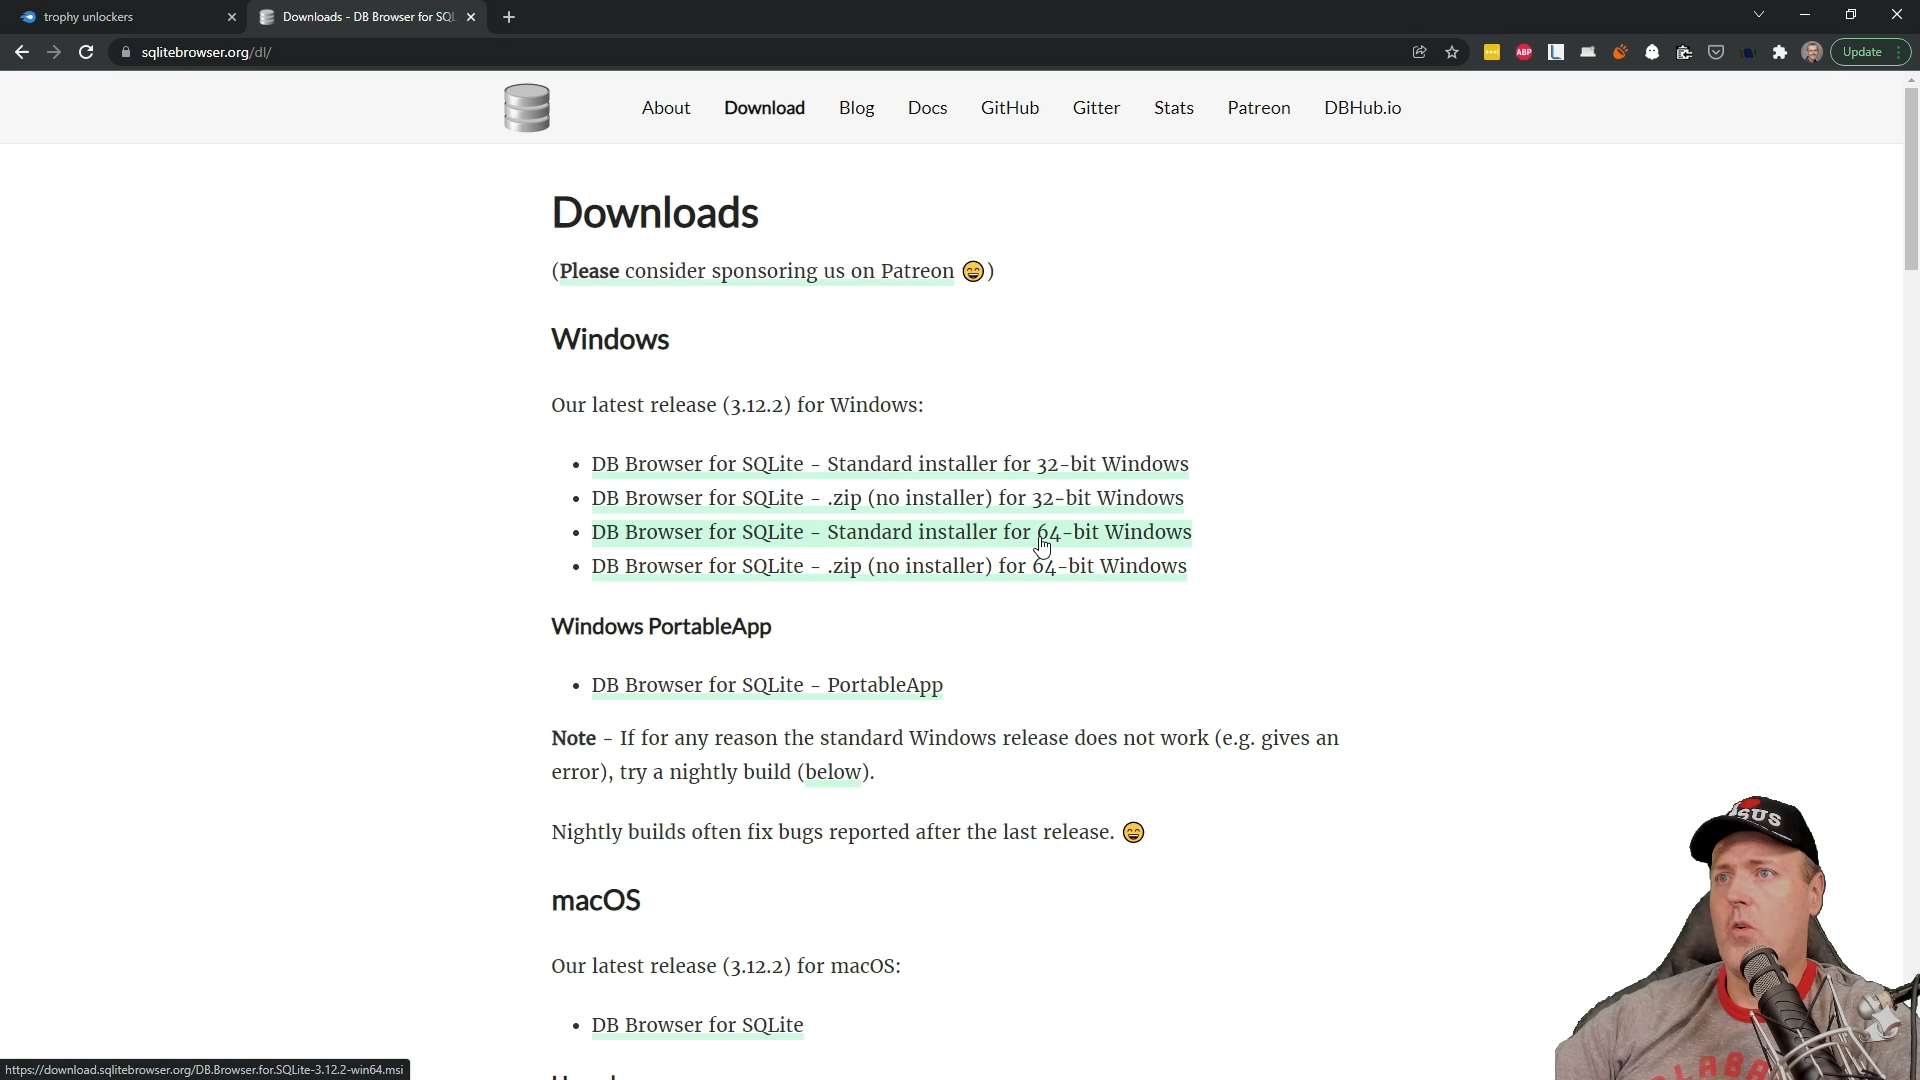 trophy unlockers
Downloads - DB Browser for SQL
sqlitebrowser.org/dl/
ABP
Update
About
Download
Blog
Docs
GitHub
Gitter
Stats
Patreon
DBHub.io
Downloads
(Please consider sponsoring us on Patreon 😄)
Windows
Our latest release (3.12.2) for Windows:
• DB Browser for SQLite - Standard installer for 32-bit Windows
• DB Browser for SQLite - .zip (no installer) for 32-bit Windows
• DB Browser for SQLite - Standard installer for 64-bit Windows
• DB Browser for SQLite - .zip (no installer) for 64-bit Windows
Windows PortableApp
• DB Browser for SQLite - PortableApp
Note - If for any reason the standard Windows release does not work (e.g. gives an
error), try a nightly build (below).
Nightly builds often fix bugs reported after the last release. 😄
macOS
Our latest release (3.12.2) for macOS:
• DB Browser for SQLite
https://download.sqlitebrowser.org/DB.Browser.for.SQLite-3.12.2-win64.msi